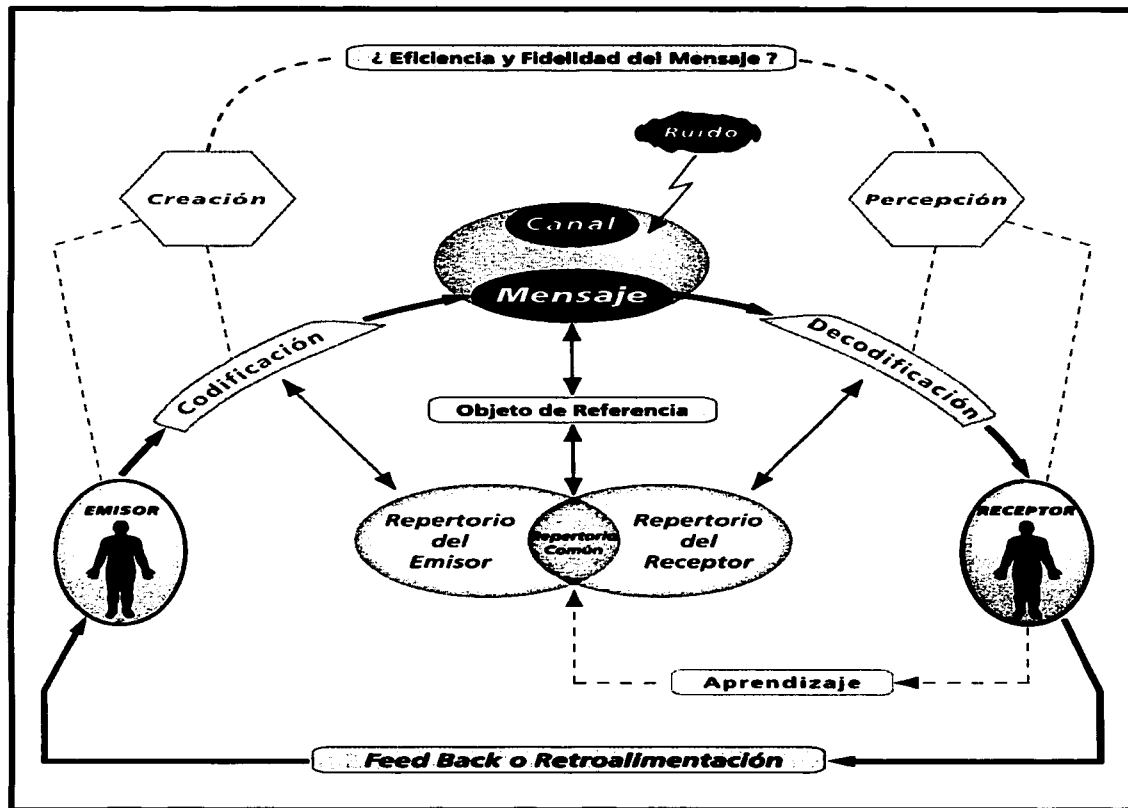 ¿ Eficiencia y Fidelidad del Mensaje ?
Ruido
Creación
Percepción
Canal
Mensaje
Codificación
Decodificación
Objeto de Referencia
EMISOR
Repertorio
del
Emisor
Repertorio
Común
Repertorio
del
Receptor
RECEPTOR
Aprendizaje
Feed Back o Retroalimentación